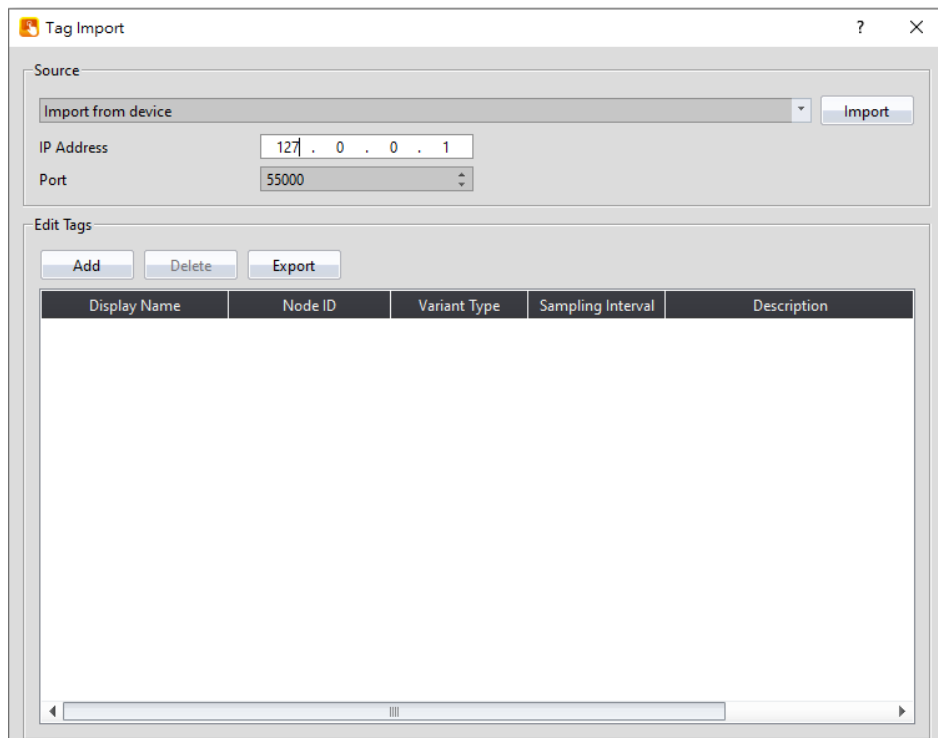 Tag Import ?
Source
Import from device Import
IP Address 127 . 0 . 0 . 1
Port 55000
Edit Tags
Add Delete Export
Display Name Node ID Variant Type Sampling Interval Description